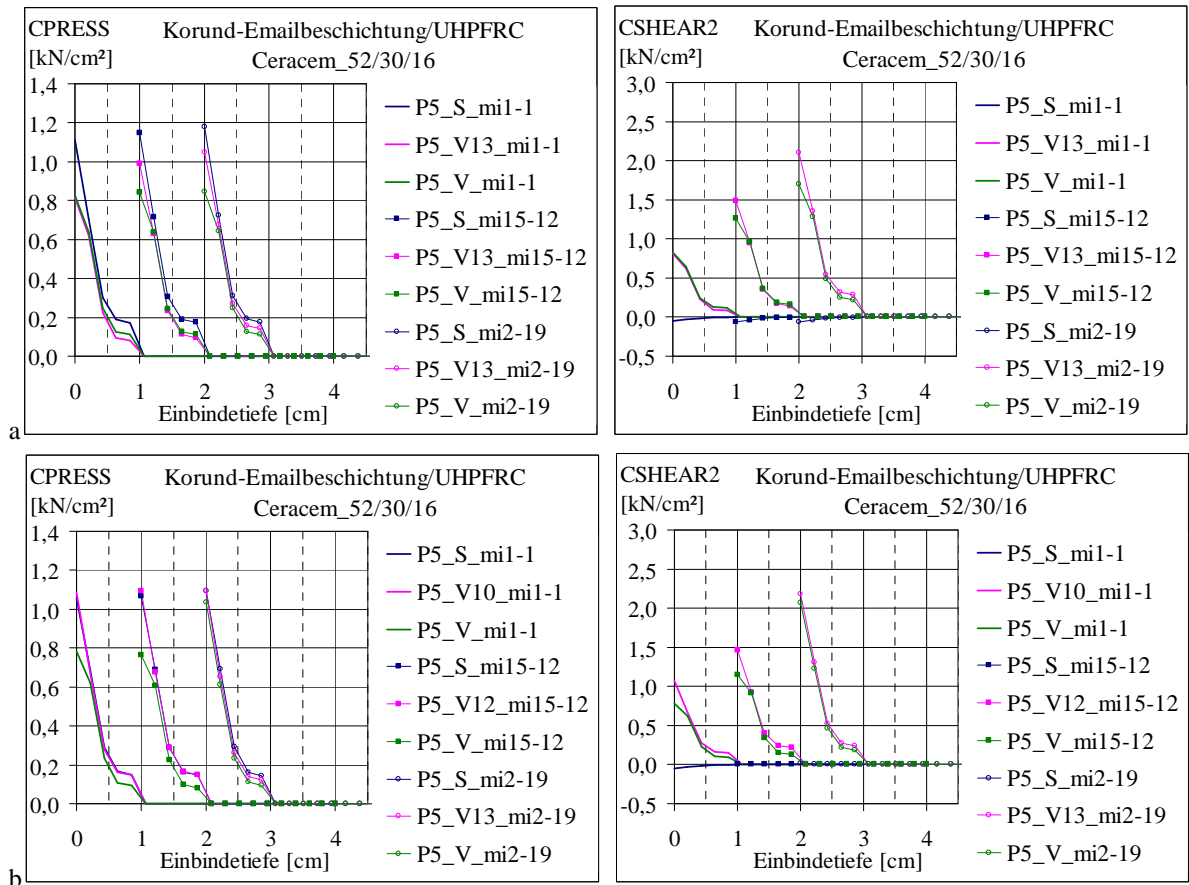 CPRESS
[kN/cm²]
Korund-Emailbeschichtung/UHPFRC
Ceracem_52/30/16
1,4
1,2
1,0
0,8
0,6
0,4
0,2
0,0
0 1 2 3 4
Einbindetiefe [cm]
P5_S_mi1-1
P5_V13_mi1-1
P5_V_mi1-1
P5_S_mi15-12
P5_V13_mi15-12
P5_V_mi15-12
P5_S_mi2-19
P5_V13_mi2-19
P5_V_mi2-19
a
CSHEAR2
[kN/cm²]
Korund-Emailbeschichtung/UHPFRC
Ceracem_52/30/16
3,0
2,5
2,0
1,5
1,0
0,5
0,0
-0,5
0 1 2 3 4
Einbindetiefe [cm]
P5_S_mi1-1
P5_V13_mi1-1
P5_V_mi1-1
P5_S_mi15-12
P5_V13_mi15-12
P5_V_mi15-12
P5_S_mi2-19
P5_V13_mi2-19
P5_V_mi2-19
CPRESS
[kN/cm²]
Korund-Emailbeschichtung/UHPFRC
Ceracem_52/30/16
1,4
1,2
1,0
0,8
0,6
0,4
0,2
0,0
0 1 2 3 4
Einbindetiefe [cm]
P5_S_mi1-1
P5_V10_mi1-1
P5_V_mi1-1
P5_S_mi15-12
P5_V12_mi15-12
P5_V_mi15-12
P5_S_mi2-19
P5_V13_mi2-19
P5_V_mi2-19
b
CSHEAR2
[kN/cm²]
Korund-Emailbeschichtung/UHPFRC
Ceracem_52/30/16
3,0
2,5
2,0
1,5
1,0
0,5
0,0
-0,5
0 1 2 3 4
Einbindetiefe [cm]
P5_S_mi1-1
P5_V10_mi1-1
P5_V_mi1-1
P5_S_mi15-12
P5_V12_mi15-12
P5_V_mi15-12
P5_S_mi2-19
P5_V13_mi2-19
P5_V_mi2-19